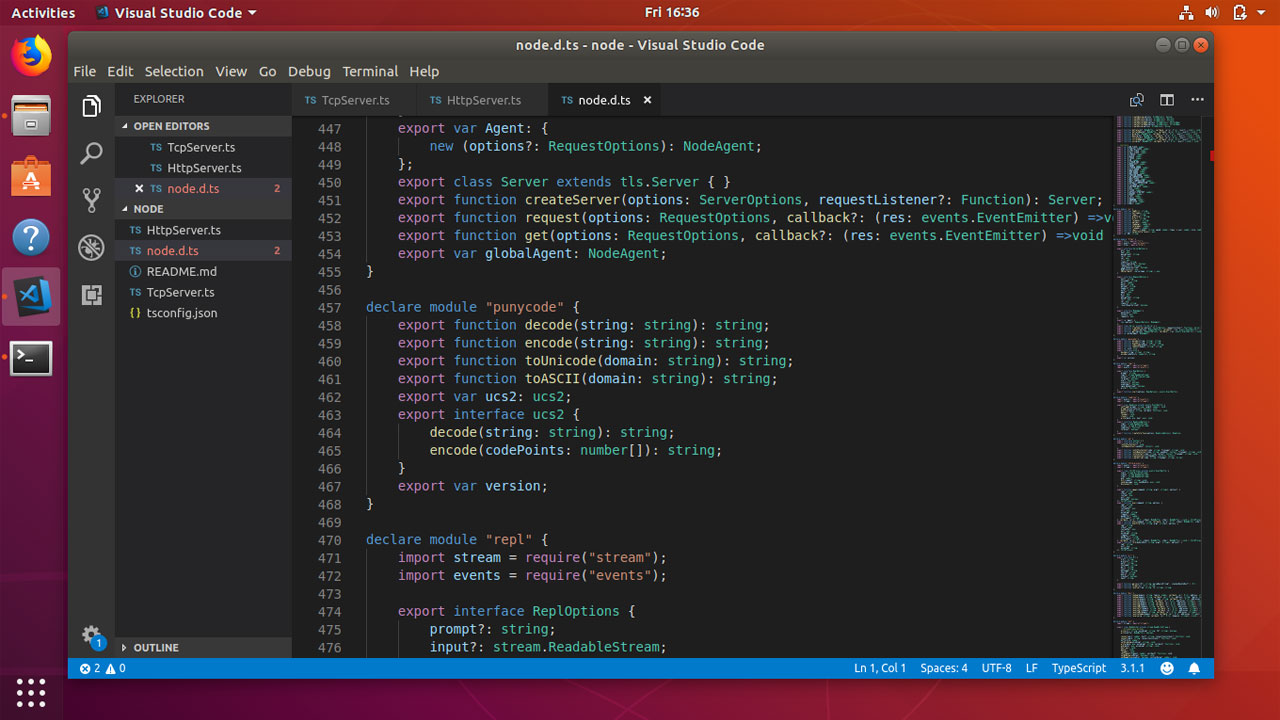 Activities Visual Studio Code Fri 16:36
node.d.ts - node - Visual Studio Code
File Edit Selection View Go Debug Terminal Help
EXPLORER
OPEN EDITORS
TS TcpServer.ts
TS HttpServer.ts
TS node.d.ts 2
NODE
TS HttpServer.ts
TS node.d.ts 2
README.md
TS TcpServer.ts
{ } tsconfig.json
OUTLINE
1
TS TcpServer.ts TS HttpServer.ts TS node.d.ts
447 export var Agent: {
448 new (options?: RequestOptions): NodeAgent;
449 };
450 export class Server extends tls.Server { }
451 export function createServer(options: ServerOptions, requestListener?: Function): Server;
452 export function request(options: RequestOptions, callback?: (res: events.EventEmitter) =>v
453 export function get(options: RequestOptions, callback?: (res: events.EventEmitter) =>void
454 export var globalAgent: NodeAgent;
455 }
456
457 declare module "punycode" {
458 export function decode(string: string): string;
459 export function encode(string: string): string;
460 export function toUnicode(domain: string): string;
461 export function toASCII(domain: string): string;
462 export var ucs2: ucs2;
463 export interface ucs2 {
464 decode(string: string): string;
465 encode(codePoints: number[]): string;
466 }
467 export var version;
468 }
469
470 declare module "repl" {
471 import stream = require("stream");
472 import events = require("events");
473
474 export interface ReplOptions {
475 prompt?: string;
476 input?: stream.ReadableStream;
2 0 Ln 1, Col 1 Spaces: 4 UTF-8 LF TypeScript 3.1.1